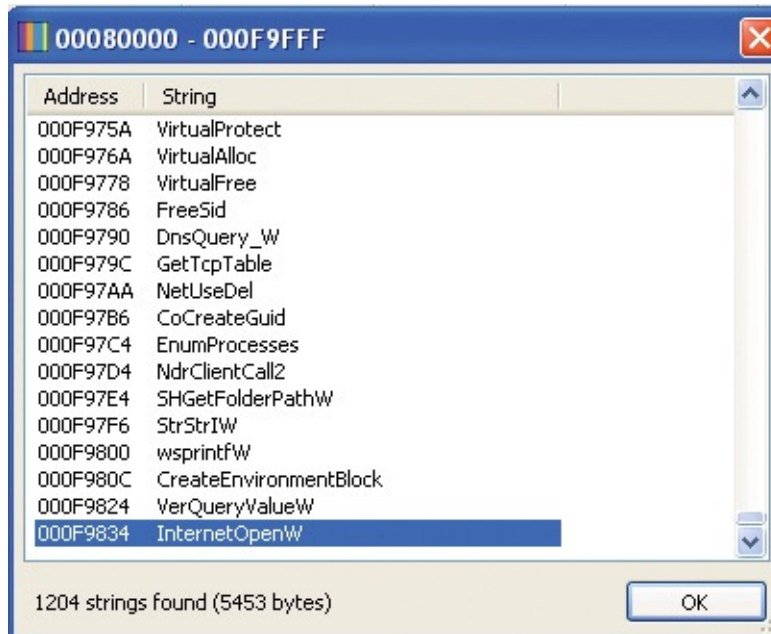 00080000 - 000F9FFF
Address String
000F975A VirtualProtect
000F976A VirtualAlloc
000F9778 VirtualFree
000F9786 FreeSid
000F9790 DnsQuery_W
000F979C GetTcpTable
000F97AA NetUseDel
000F97B6 CoCreateGuid
000F97C4 EnumProcesses
000F97D4 NdrClientCall2
000F97E4 SHGetFolderPathW
000F97F6 StrStrIW
000F9800 wsprintfW
000F980C CreateEnvironmentBlock
000F9824 VerQueryValueW
000F9834 InternetOpenW
1204 strings found (5453 bytes) OK